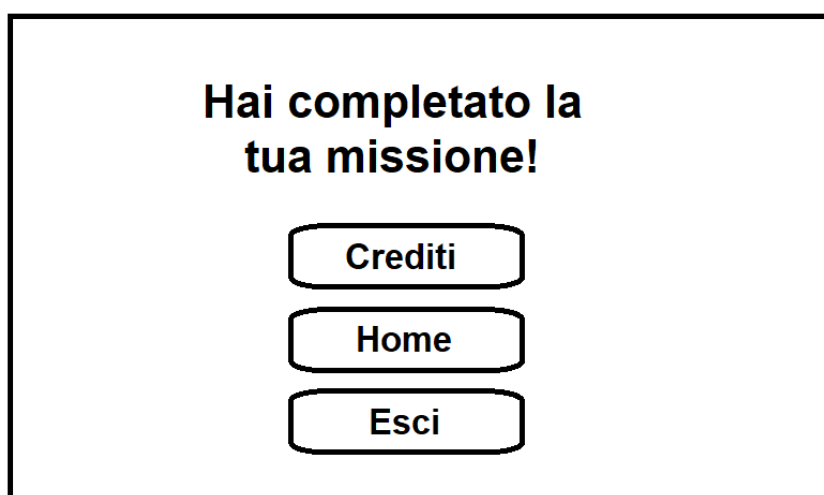 Hai completato la
tua missione!
Crediti
Home
Esci